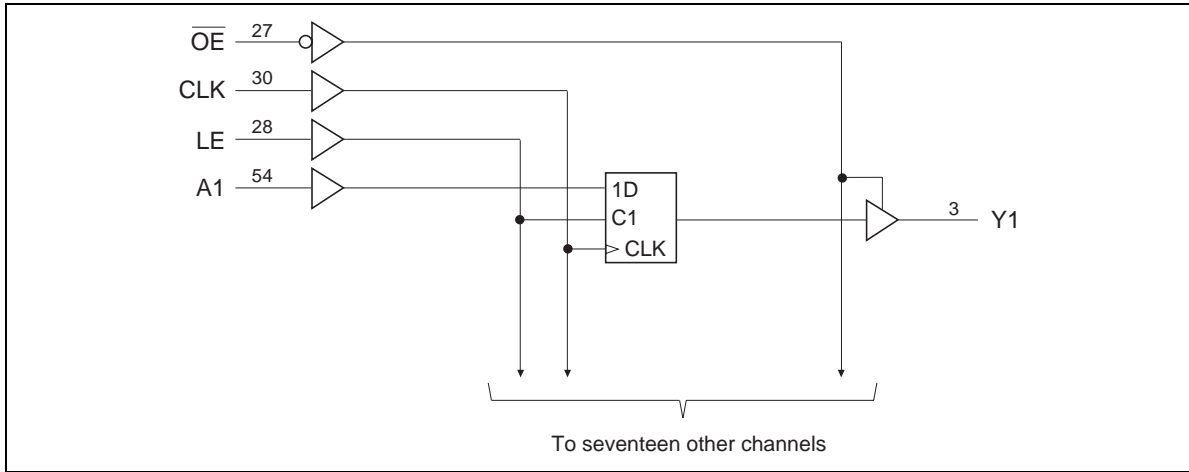 OE 27
CLK 30
LE 28
A1 54
1D
C1
CLK
3 Y1
To seventeen other channels